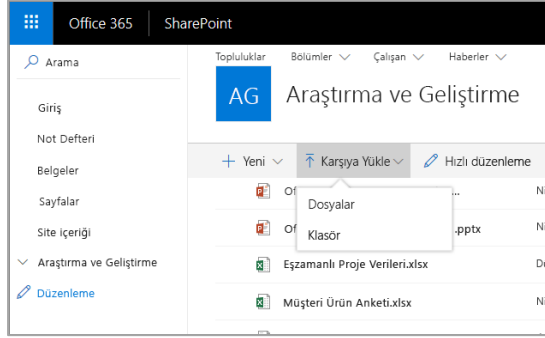 Office 365 SharePoint
Arama
Giriş
Not Defteri
Belgeler
Sayfalar
Site içeriği
Araştırma ve Geliştirme
Düzenleme
Topluluklar Bölümler Çalışan Haberler
AG Araştırma ve Geliştirme
Yeni Karşıya Yükle Hızlı düzenleme
Dosyalar
Klasör
.pptx
Eşzamanlı Proje Verileri.xlsx
Müşteri Ürün Anketi.xlsx